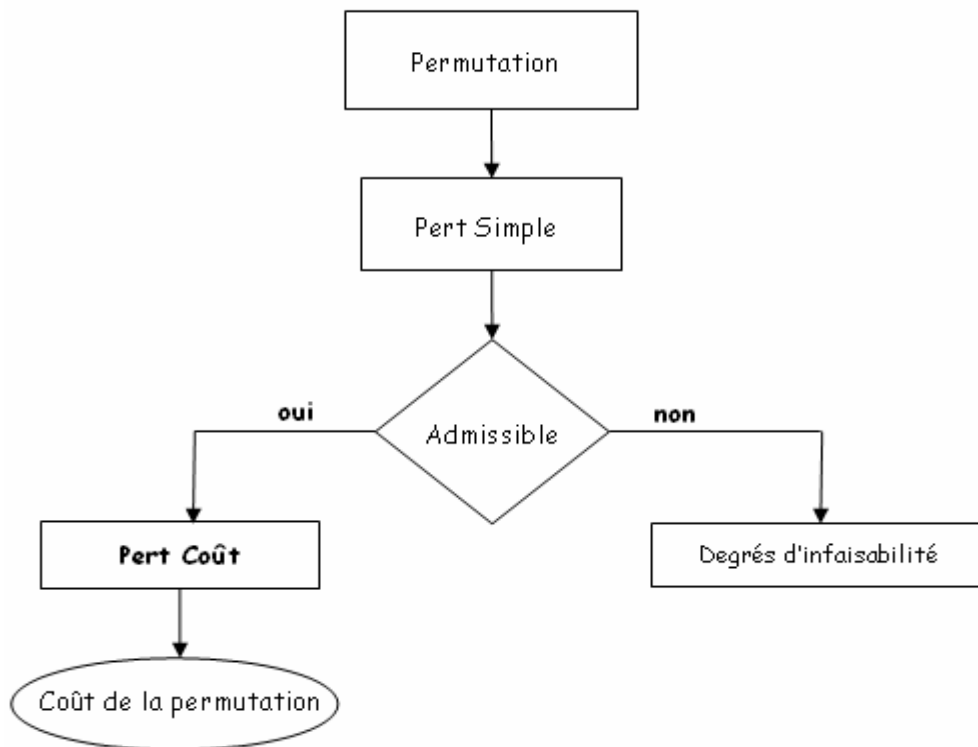 Permutation
Pert Simple
oui
non
Admissible
Pert Coût
Degrés d'infaisabilité
Coût de la permutation